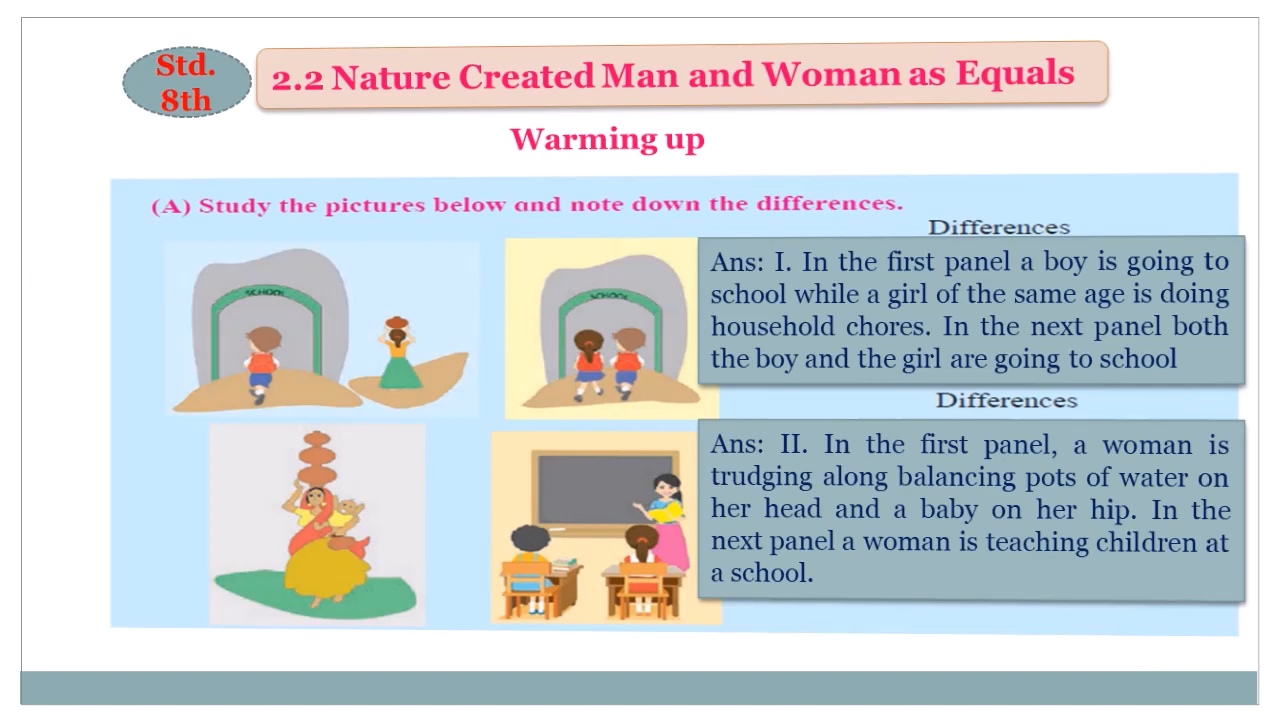 Std.
8th
2.2 Nature Created Man and Woman as Equals
Warming up
(A) Study the pictures below and note down the differences.
SCHOOL
SCHOOL
Differences
Ans: I. In the first panel a boy is going to
school while a girl of the same age is doing
household chores. In the next panel both
the boy and the girl are going to school
Differences
Ans: II. In the first panel, a woman is
trudging along balancing pots of water on
her head and a baby on her hip. In the
next panel a woman is teaching children at
a school.